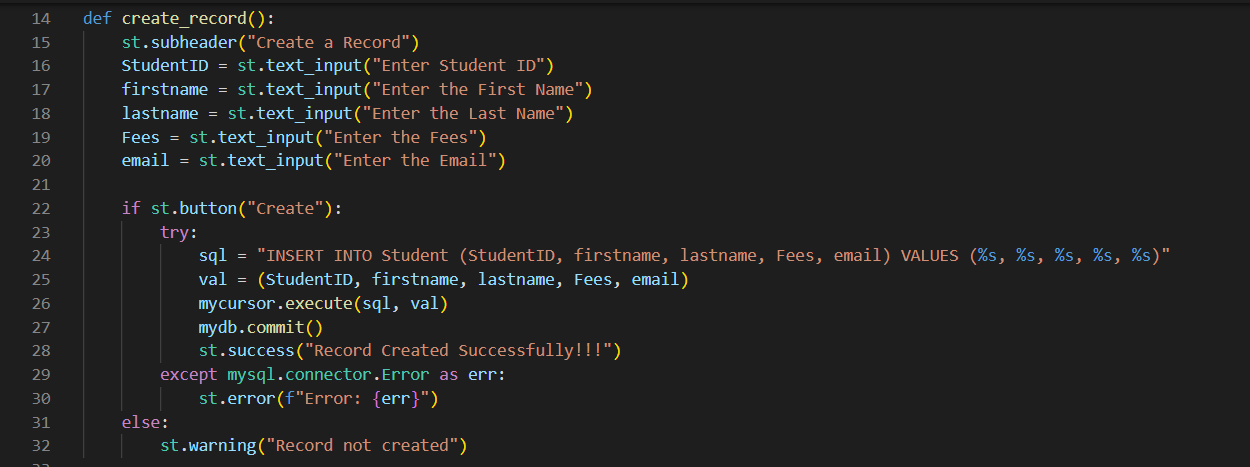 14 def create_record():
15     st.subheader("Create a Record")
16     StudentID = st.text_input("Enter Student ID")
17     firstname = st.text_input("Enter the First Name")
18     lastname = st.text_input("Enter the Last Name")
19     Fees = st.text_input("Enter the Fees")
20     email = st.text_input("Enter the Email")
21
22     if st.button("Create"):
23         try:
24             sql = "INSERT INTO Student (StudentID, firstname, lastname, Fees, email) VALUES (%s, %s, %s, %s, %s)"
25             val = (StudentID, firstname, lastname, Fees, email)
26             mycursor.execute(sql, val)
27             mydb.commit()
28             st.success("Record Created Successfully!!!")
29         except mysql.connector.Error as err:
30             st.error(f"Error: {err}")
31     else:
32         st.warning("Record not created")